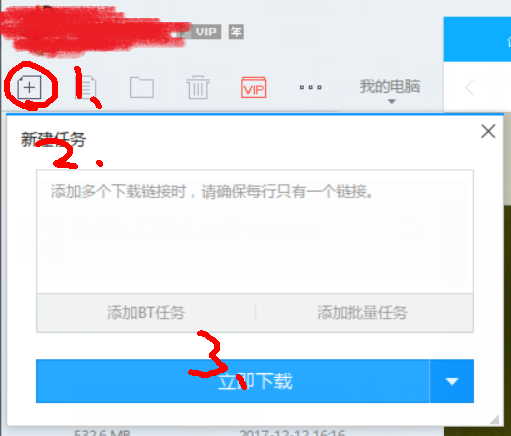 VIP 年
1、 VIP ... 我的电脑
新建任务
2.
添加多个下载链接时，请确保每行只有一个链接。
添加BT任务 添加批量任务
3、
立即下载
532.6 MB 2017-12-12 16:16